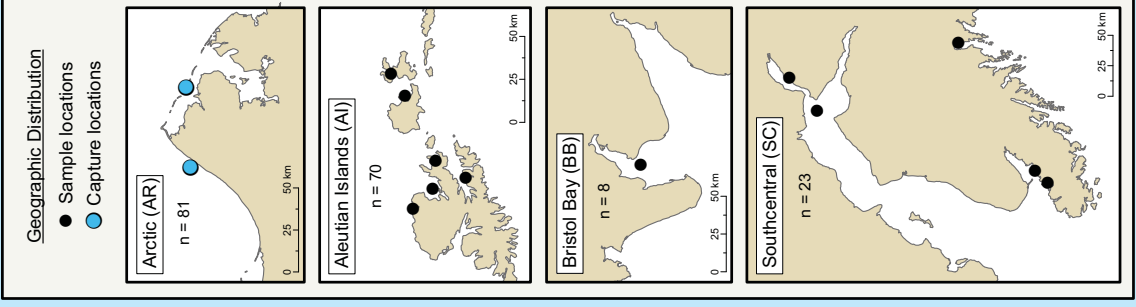 Geographic Distribution
Sample locations
Capture locations
Arctic (AR)
n = 81
0 25 50 km
Aleutian Islands (AI)
n = 70
0 25 50 km
Bristol Bay (BB)
n = 8
0 25 50 km
Southcentral (SC)
n = 23
0 25 50 km